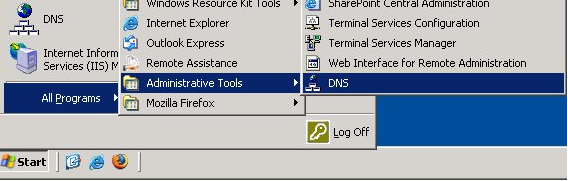 DNS
Internet Inform
Services (IIS) M
All Programs
Windows Resource Kit Tools
Internet Explorer
Outlook Express
Remote Assistance
Administrative Tools
Mozilla Firefox
SharePoint Central Administration
Terminal Services Configuration
Terminal Services Manager
Web Interface for Remote Administration
DNS
Log Off
Start